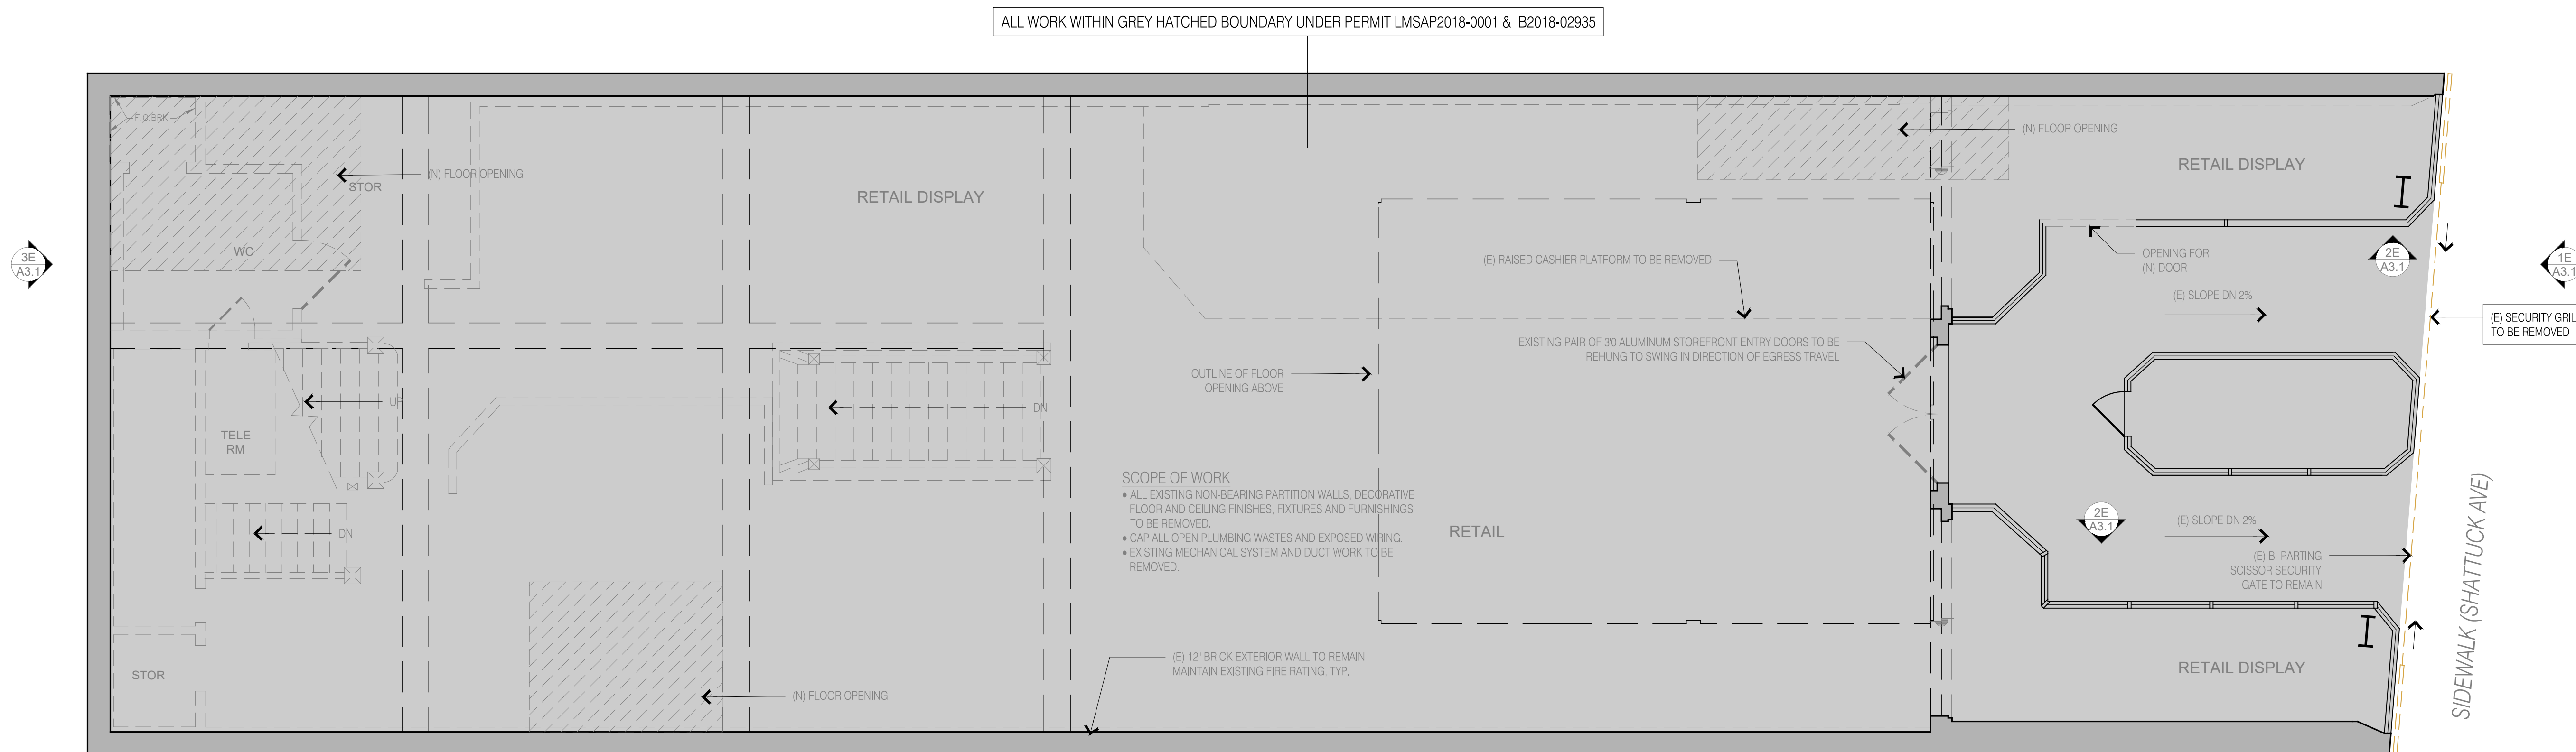 ALL WORK WITHIN GREY HATCHED BOUNDARY UNDER PERMIT LMSAP2018-0001 & B2018-02935
F.O.BRK
(N) FLOOR OPENING
STOR
WC
RETAIL DISPLAY
(N) FLOOR OPENING
RETAIL DISPLAY
3E
A3.1
(E) RAISED CASHIER PLATFORM TO BE REMOVED
OPENING FOR
(N) DOOR
2E
A3.1
1E
A3.1
(E) SLOPE DN 2%
(E) SECURITY GRIL
TO BE REMOVED
EXISTING PAIR OF 3'0 ALUMINUM STOREFRONT ENTRY DOORS TO BE
REHUNG TO SWING IN DIRECTION OF EGRESS TRAVEL
OUTLINE OF FLOOR
OPENING ABOVE
UP
DN
TELE
RM
DN
SCOPE OF WORK
• ALL EXISTING NON-BEARING PARTITION WALLS, DECORATIVE
FLOOR AND CEILING FINISHES, FIXTURES AND FURNISHINGS
TO BE REMOVED.
• CAP ALL OPEN PLUMBING WASTES AND EXPOSED WIRING.
• EXISTING MECHANICAL SYSTEM AND DUCT WORK TO BE
REMOVED.
RETAIL
2E
A3.1
(E) SLOPE DN 2%
(E) BI-PARTING
SCISSOR SECURITY
GATE TO REMAIN
SIDEWALK (SHATTUCK AVE)
STOR
(N) FLOOR OPENING
(E) 12" BRICK EXTERIOR WALL TO REMAIN
MAINTAIN EXISTING FIRE RATING, TYP.
RETAIL DISPLAY